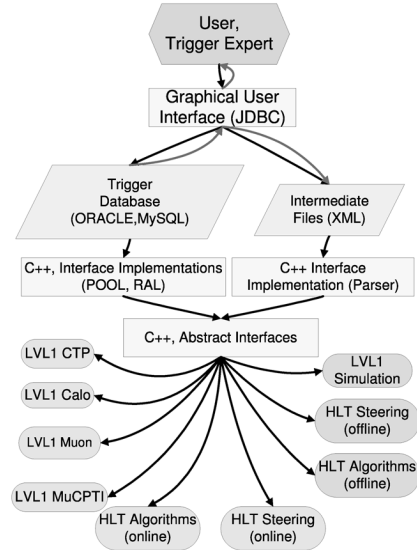 User,
Trigger Expert
Graphical User
Interface (JDBC)
Trigger
Database
(ORACLE,MySQL)
Intermediate
Files (XML)
C++, Interface Implementations
(POOL, RAL)
C++ Interface
Implementation (Parser)
C++, Abstract Interfaces
LVL1 CTP
LVL1 Calo
LVL1 Muon
LVL1 MuCPTI
HLT Algorithms
(online)
HLT Steering
(online)
LVL1
Simulation
HLT Steering
(offline)
HLT Algorithms
(offline)